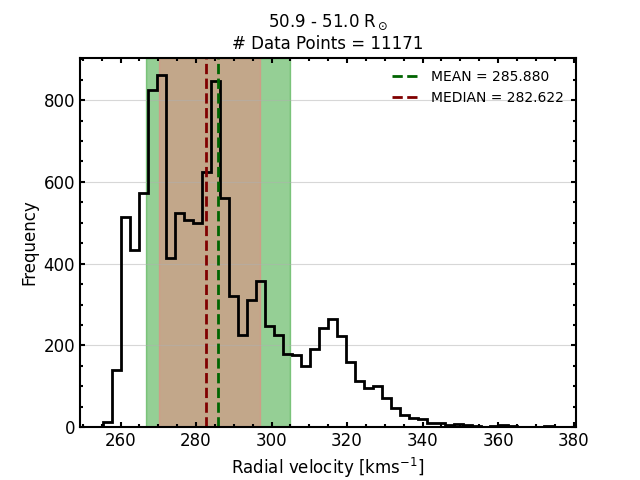 50.9 - 51.0 R⊙
# Data Points = 11171
MEAN = 285.880
MEDIAN = 282.622
800
600
400
200
0
Frequency
260 280 300 320 340 360 380
Radial velocity [kms⁻¹]